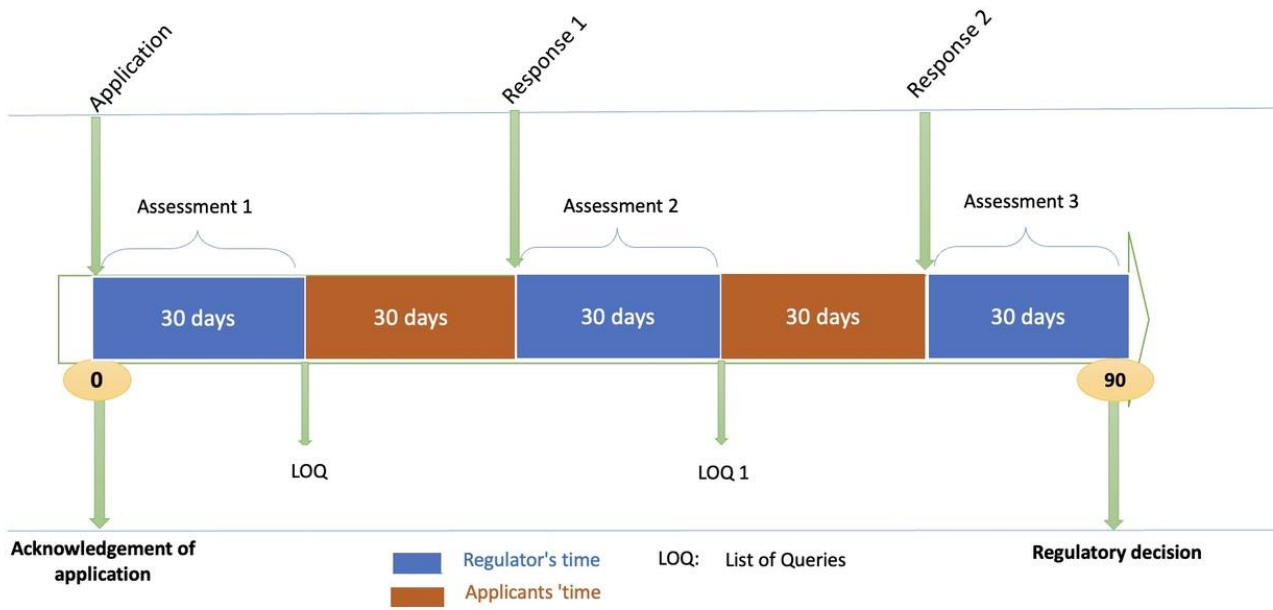 Application
Response 1
Response 2
Assessment 1
Assessment 2
Assessment 3
30 days
30 days
30 days
30 days
30 days
0
90
LOQ
LOQ 1
Acknowledgement of
application
Regulatory decision
Regulator's time
LOQ: List of Queries
Applicants 'time